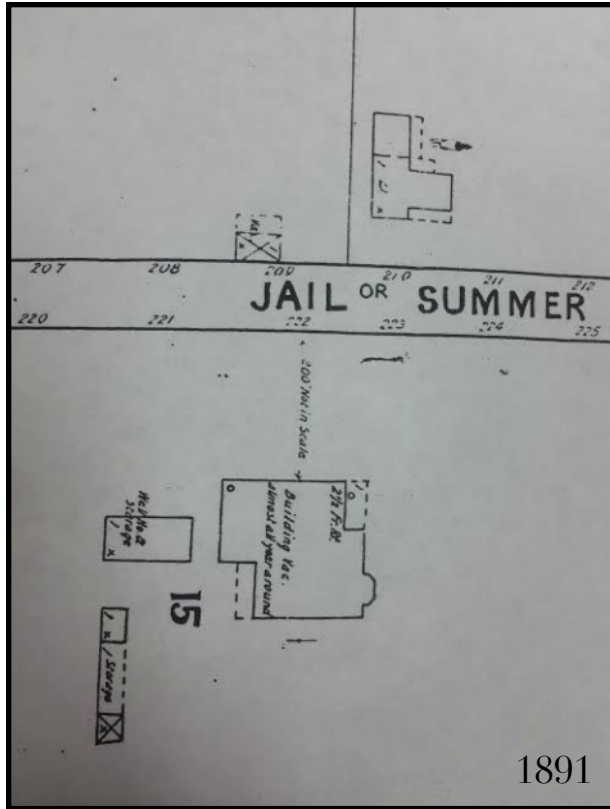 207 208 209 210 211 212
JAIL OR SUMMER
220 221 222 223 224 225
200' Not in Scale
2½ Fr. Bl.
Building Vac.
almost all year around
&
Storage
15
Storage
1891